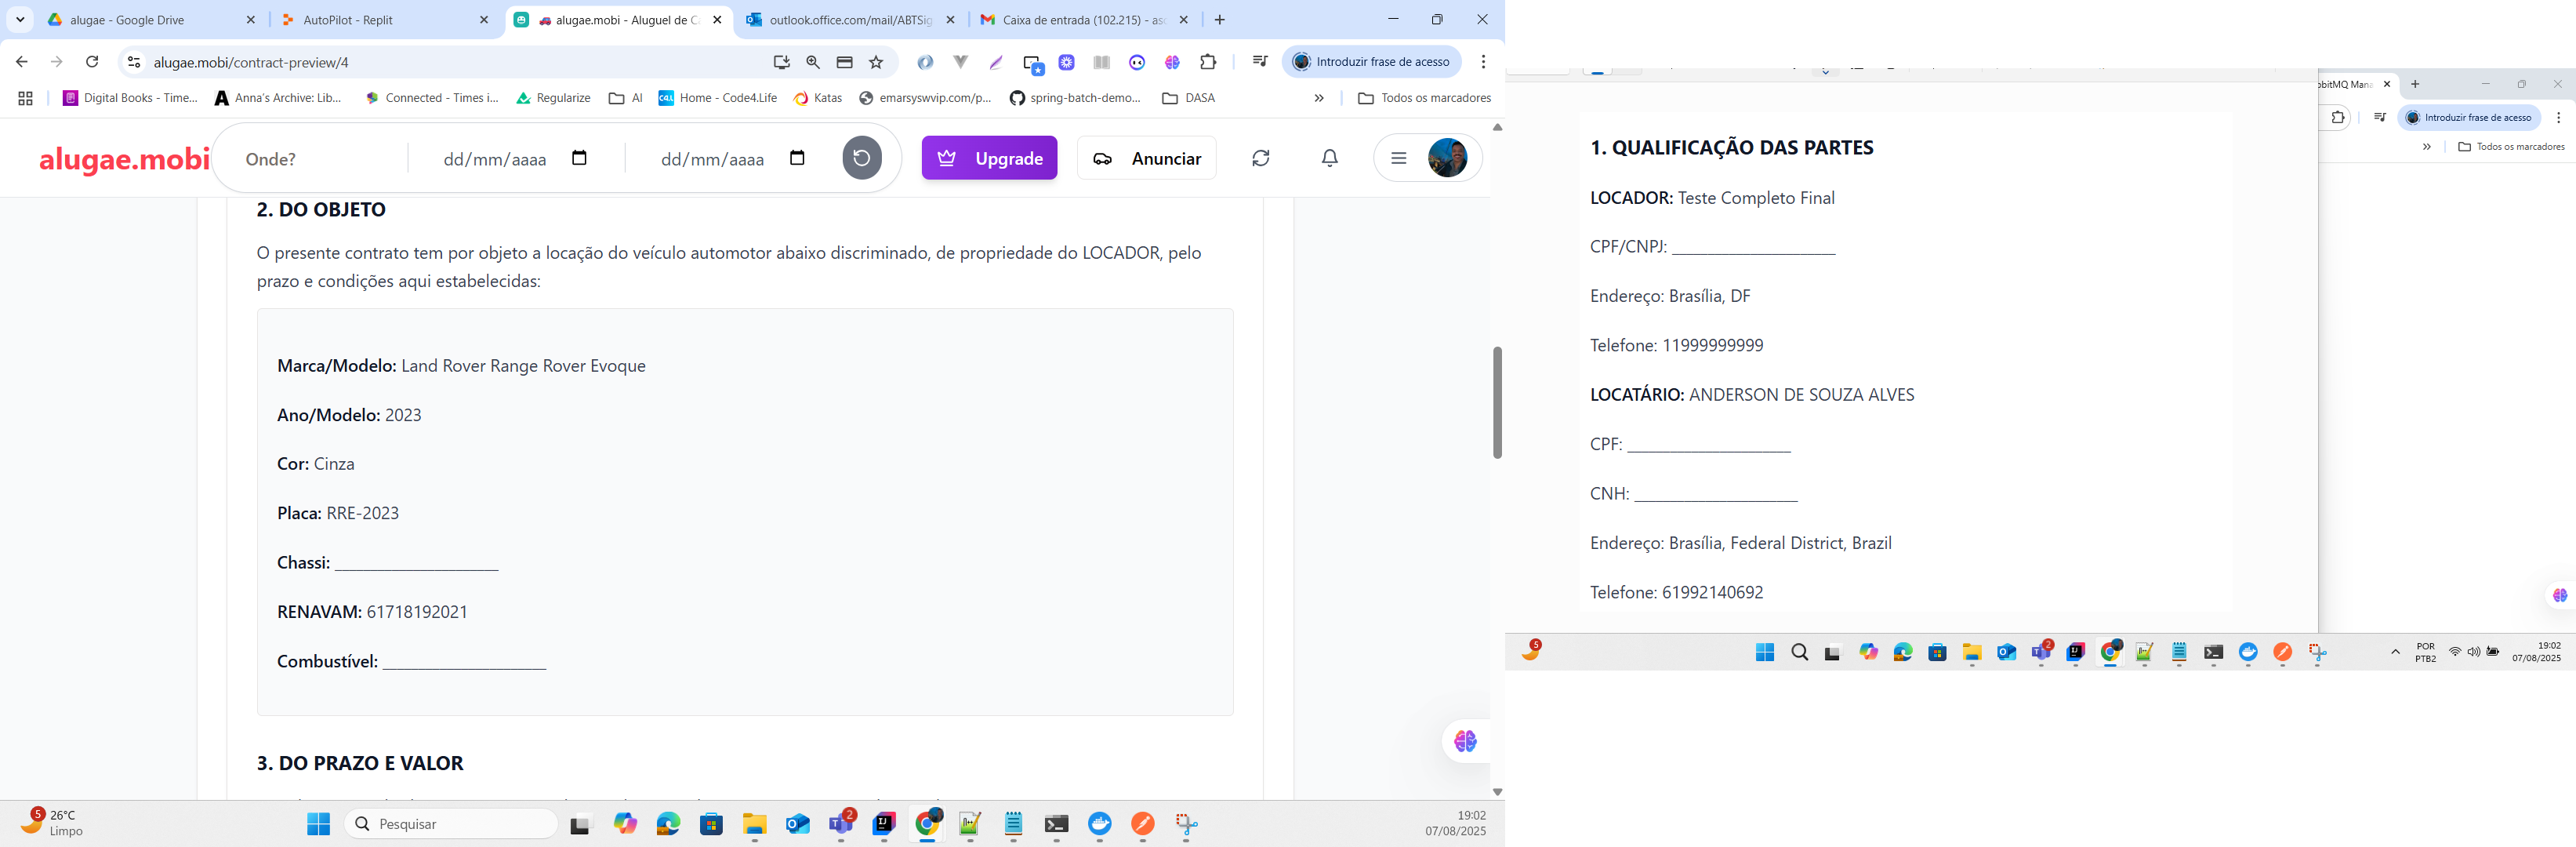 alugae - Google Drive
AutoPilot - Replit
alugae.mobi - Aluguel de C
outlook.office.com/mail/ABTSig
Caixa de entrada (102.215) - asc
alugae.mobi/contract-preview/4
Introduzir frase de acesso
Digital Books - Time...
Anna's Archive: Lib...
Connected - Times i...
Regularize
AI
Home - Code4.Life
Katas
emarsyswvip.com/p...
spring-batch-demo...
DASA
Todos os marcadores
alugae.mobi
Onde?
dd/mm/aaaa
dd/mm/aaaa
Upgrade
Anunciar
2. DO OBJETO
O presente contrato tem por objeto a locação do veículo automotor abaixo discriminado, de propriedade do LOCADOR, pelo
prazo e condições aqui estabelecidas:
Marca/Modelo: Land Rover Range Rover Evoque
Ano/Modelo: 2023
Cor: Cinza
Placa: RRE-2023
Chassi: ____________________
RENAVAM: 61718192021
Combustível: ____________________
3. DO PRAZO E VALOR
5
26°C
Limpo
Pesquisar
2
19:02
07/08/2025
bbitMQ Mana
Introduzir frase de acesso
Todos os marcadores
1. QUALIFICAÇÃO DAS PARTES
LOCADOR: Teste Completo Final
CPF/CNPJ: ____________________
Endereço: Brasília, DF
Telefone: 11999999999
LOCATÁRIO: ANDERSON DE SOUZA ALVES
CPF: ____________________
CNH: ____________________
Endereço: Brasília, Federal District, Brazil
Telefone: 61992140692
5
2
POR
PTB2
19:02
07/08/2025